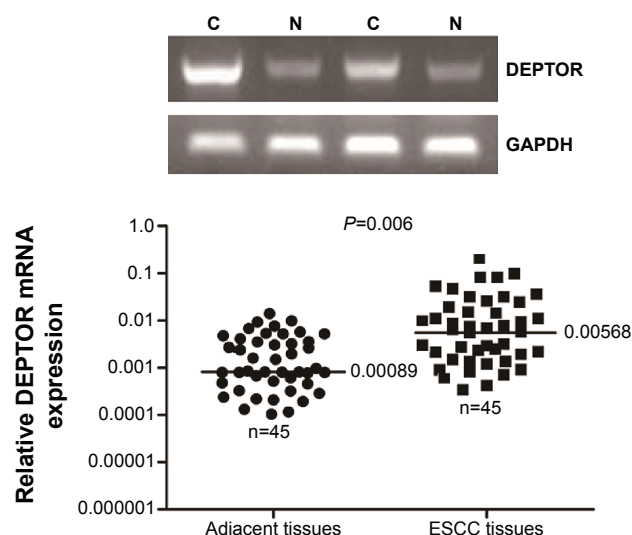 C N C N
DEPTOR
GAPDH
Relative DEPTOR mRNA
expression
1.0
0.1
0.01
0.001
0.0001
0.00001
0.000001
P=0.006
0.00089
n=45
0.00568
n=45
Adjacent tissues
ESCC tissues